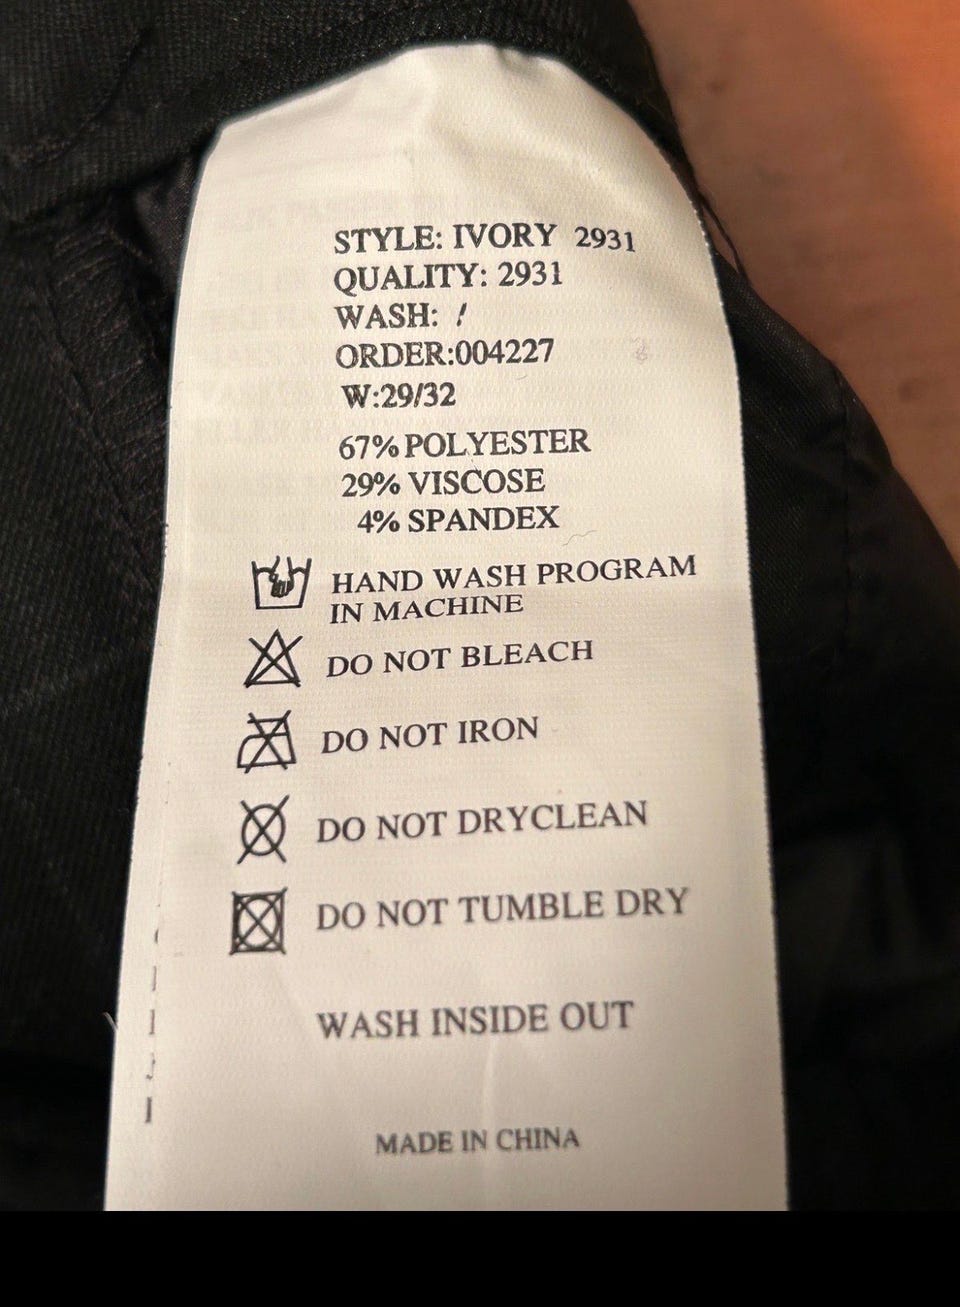 STYLE: IVORY 2931
QUALITY: 2931
WASH: /
ORDER:004227
W:29/32
67% POLYESTER
29% VISCOSE
4% SPANDEX
HAND WASH PROGRAM
IN MACHINE
DO NOT BLEACH
DO NOT IRON
DO NOT DRYCLEAN
DO NOT TUMBLE DRY
WASH INSIDE OUT
MADE IN CHINA